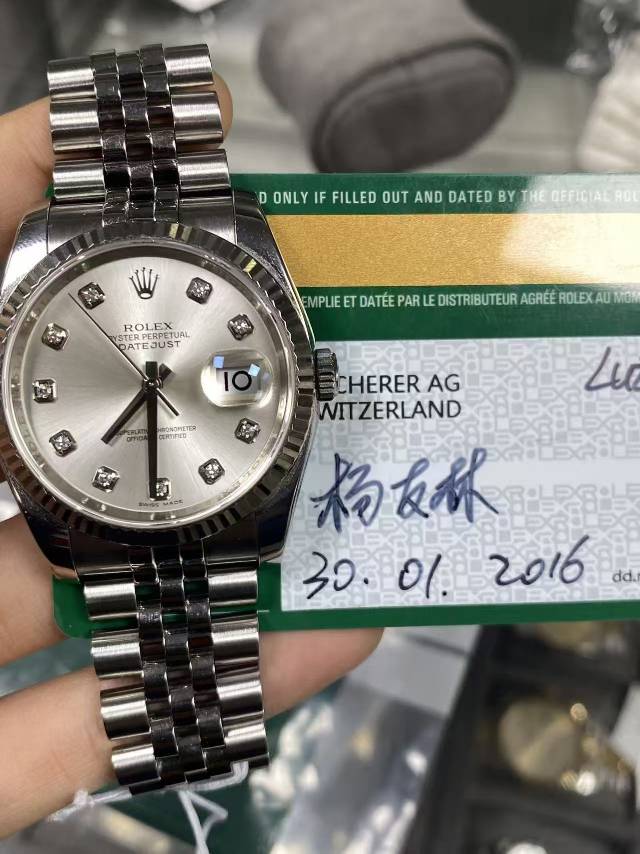 D ONLY IF FILLED OUT AND DATED BY THE OFFICIAL ROL
EMPLIE ET DATÉE PAR LE DISTRIBUTEUR AGRÉÉ ROLEX AU MOM
CHERER AG
WITZERLAND
杨友林
30. 01. 2016
dd.
ROLEX
OYSTER PERPETUAL
DATEJUST
10
SUPERLATIVE CHRONOMETER
OFFICIALLY CERTIFIED
SWISS MADE